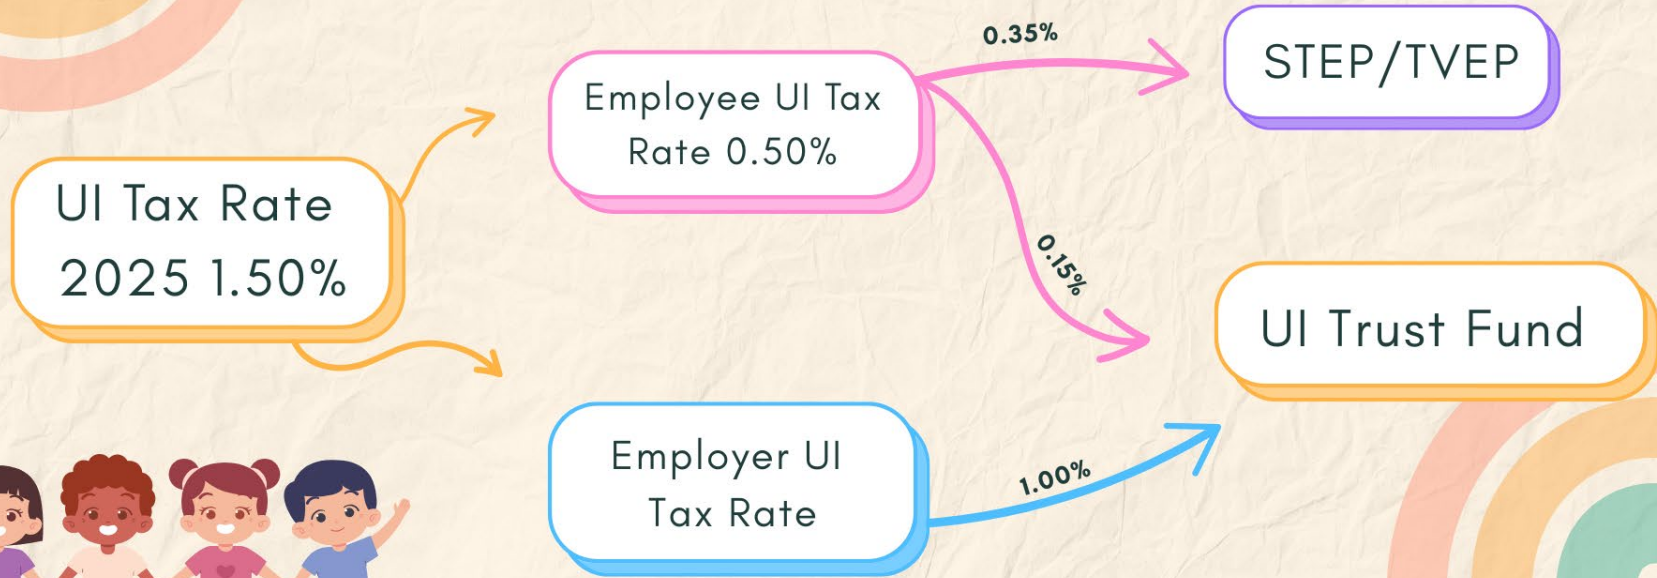 UI Tax Rate
2025 1.50%
Employee UI Tax
Rate 0.50%
0.35%
STEP/TVEP
0.15%
UI Trust Fund
Employer UI
Tax Rate
1.00%